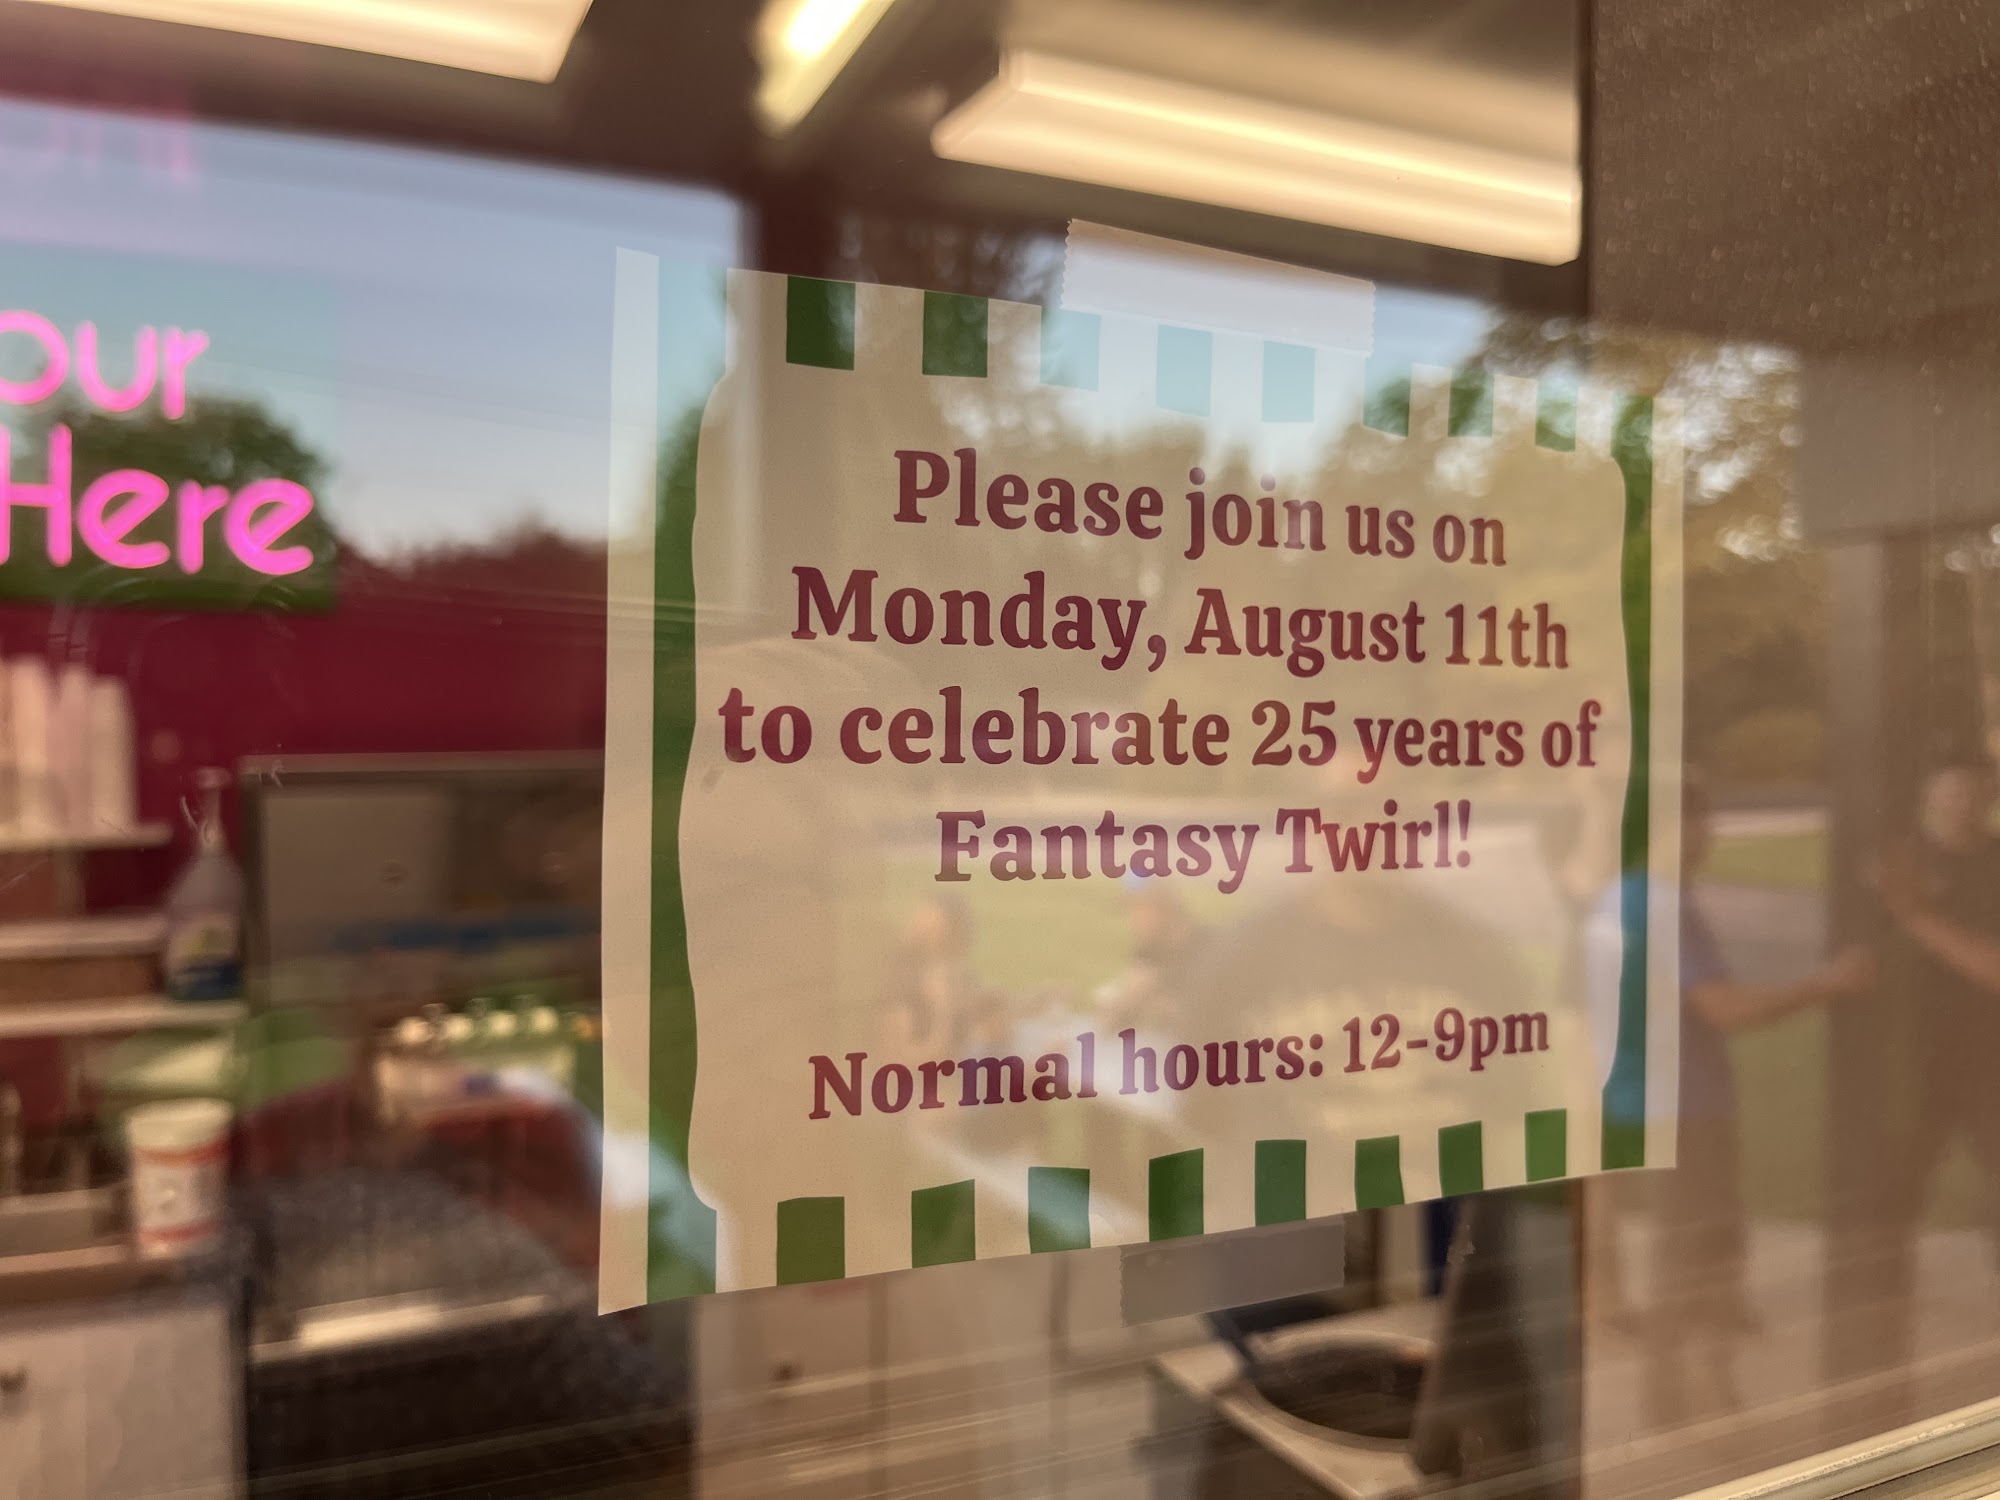 our
Here
Please join us on
Monday, August 11th
to celebrate 25 years of
Fantasy Twirl!
Normal hours: 12-9pm